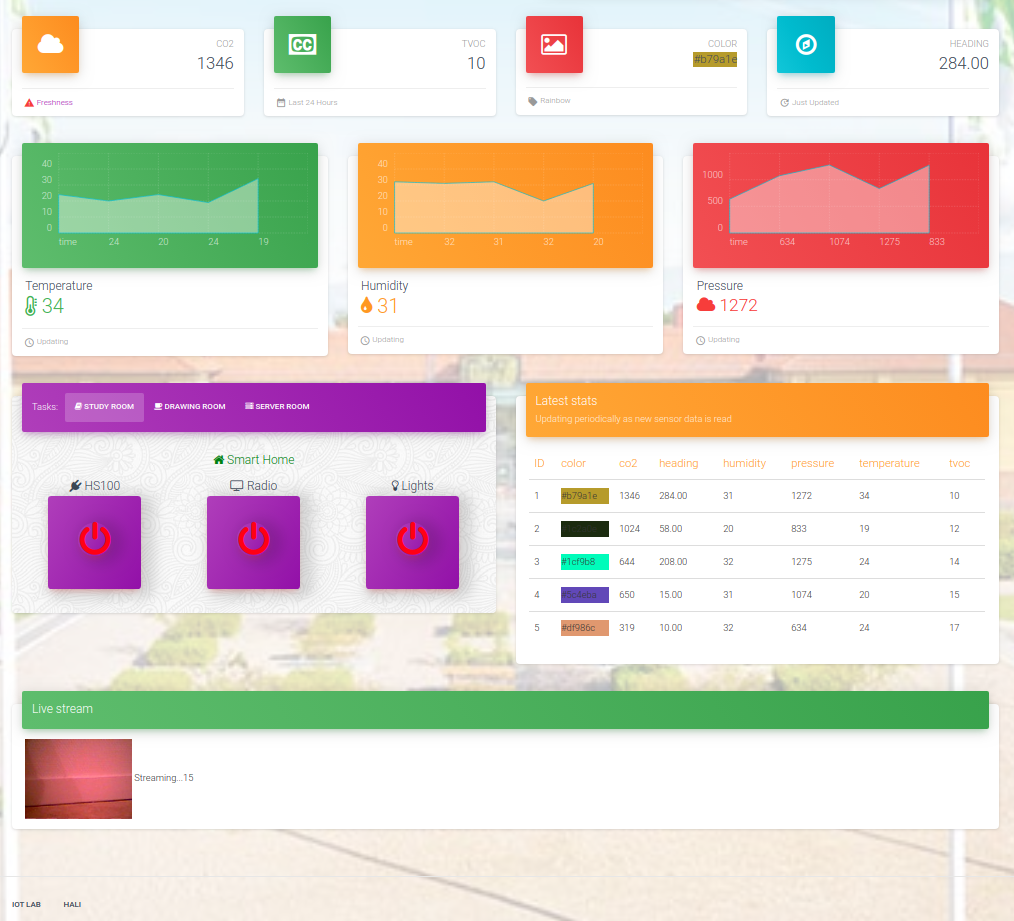 CO2
1346
Freshness
CC
TVOC
10
Last 24 Hours
COLOR
#b79a1e
Rainbow
HEADING
284.00
Just Updated
40
30
20
10
0
time 24 20 24 19
Temperature
34
Updating
40
30
20
10
0
time 32 31 32 20
Humidity
31
Updating
1000
500
0
time 634 1074 1275 833
Pressure
1272
Updating
Tasks: STUDY ROOM DRAWING ROOM SERVER ROOM
Smart Home
HS100 Radio Lights
Latest stats
Updating periodically as new sensor data is read
ID color co2 heading humidity pressure temperature tvoc
1 #b79a1e 1346 284.00 31 1272 34 10
2 1024 58.00 20 833 19 12
3 #1cf9b8 644 208.00 32 1275 24 14
4 #5c4eba 650 15.00 31 1074 20 15
5 #df986c 319 10.00 32 634 24 17
Live stream
Streaming...15
IOT LAB HALI